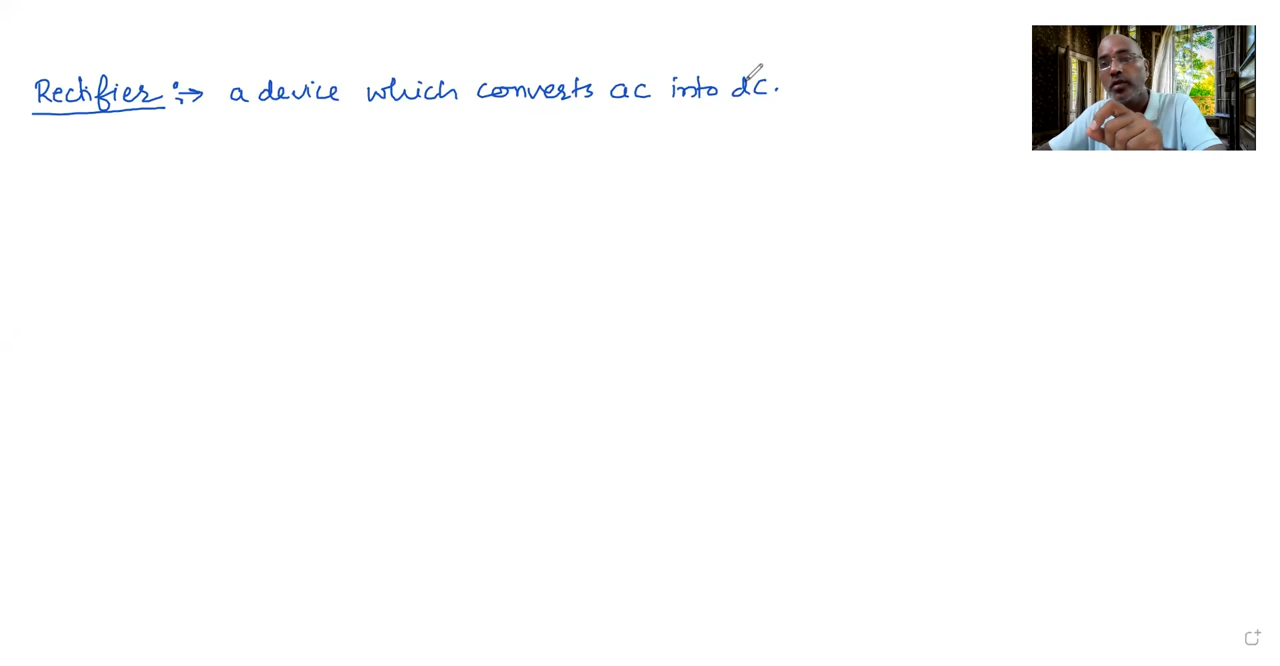 Rectifier :→ a device which converts ac into dc.